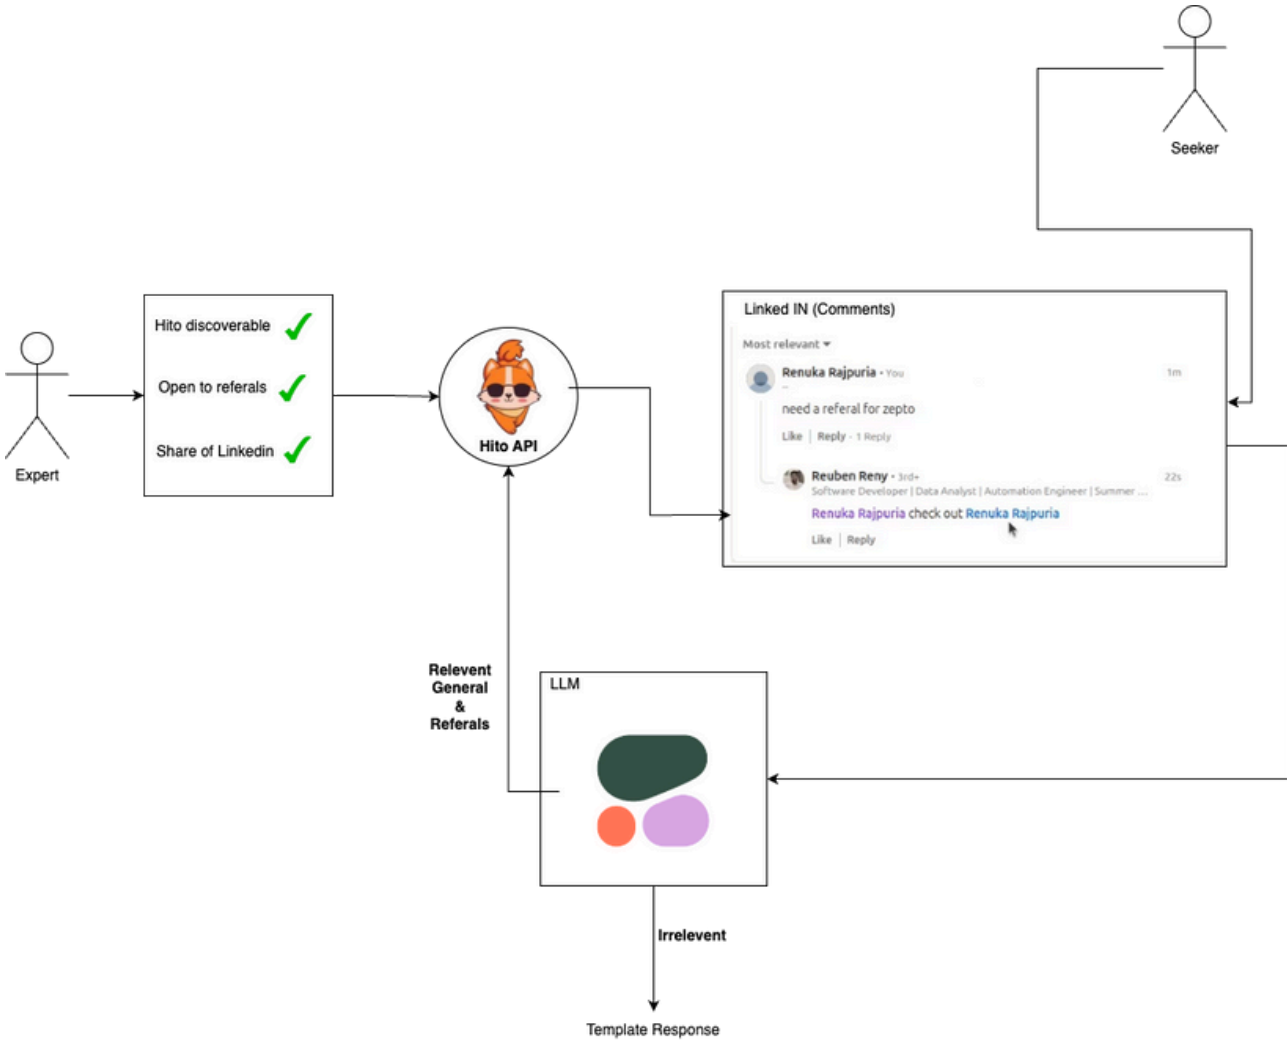 Seeker
Linked IN (Comments)
Most relevant
Renuka Rajpuria • You
1m
need a referal for zepto
Like | Reply · 1 Reply
Reuben Reny • 3rd+
22s
Software Developer | Data Analyst | Automation Engineer | Summer ...
Renuka Rajpuria check out Renuka Rajpuria
Like | Reply
Hito discoverable
Open to referals
Share of Linkedin
Expert
Hito API
Relevent
General
&
Referals
LLM
Irrelevent
Template Response